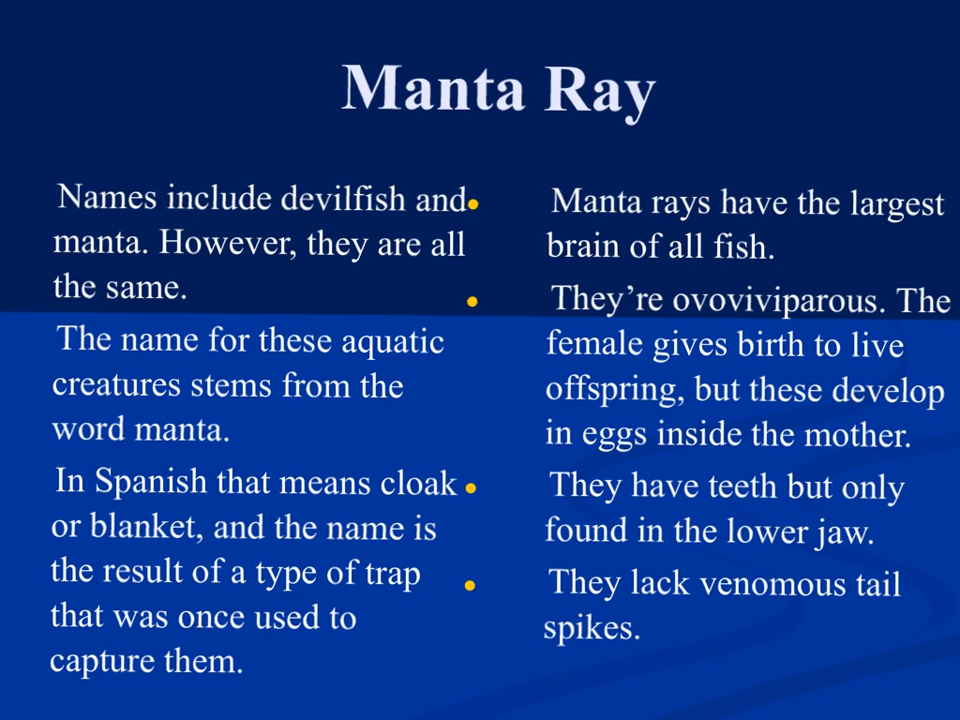 Manta Ray
Names include devilfish and
manta. However, they are all
the same.
The name for these aquatic
creatures stems from the
word manta.
In Spanish that means cloak
or blanket, and the name is
the result of a type of trap
that was once used to
capture them.
• Manta rays have the largest
brain of all fish.
• They’re ovoviviparous. The
female gives birth to live
offspring, but these develop
in eggs inside the mother.
• They have teeth but only
found in the lower jaw.
• They lack venomous tail
spikes.